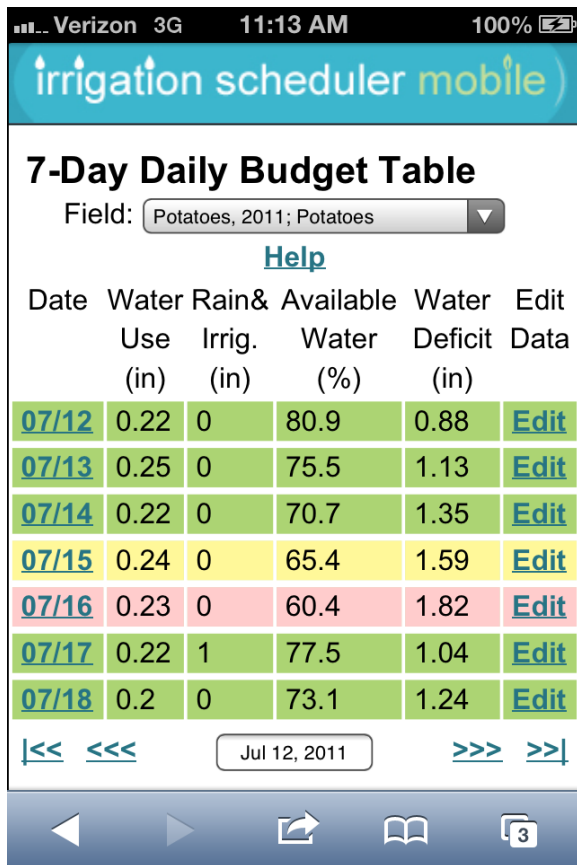 Verizon 3G 11:13 AM 100%
irrigation scheduler mobile
7-Day Daily Budget Table
Field: Potatoes, 2011; Potatoes
Help
Date Water Rain& Available Water Edit
Use Irrig. Water Deficit Data
(in) (in) (%) (in)
07/12 0.22 0 80.9 0.88 Edit
07/13 0.25 0 75.5 1.13 Edit
07/14 0.22 0 70.7 1.35 Edit
07/15 0.24 0 65.4 1.59 Edit
07/16 0.23 0 60.4 1.82 Edit
07/17 0.22 1 77.5 1.04 Edit
07/18 0.2 0 73.1 1.24 Edit
|<< <<< Jul 12, 2011 >>> >>|
3